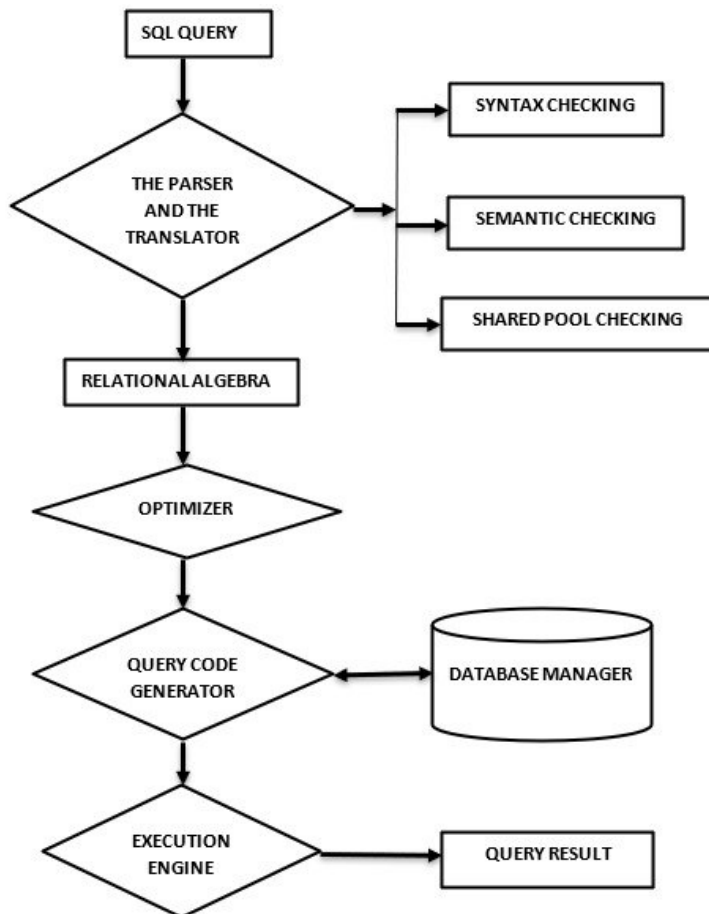 SQL QUERY
SYNTAX CHECKING
THE PARSER
AND THE
TRANSLATOR
SEMANTIC CHECKING
SHARED POOL CHECKING
RELATIONAL ALGEBRA
OPTIMIZER
QUERY CODE
GENERATOR
DATABASE MANAGER
EXECUTION
ENGINE
QUERY RESULT